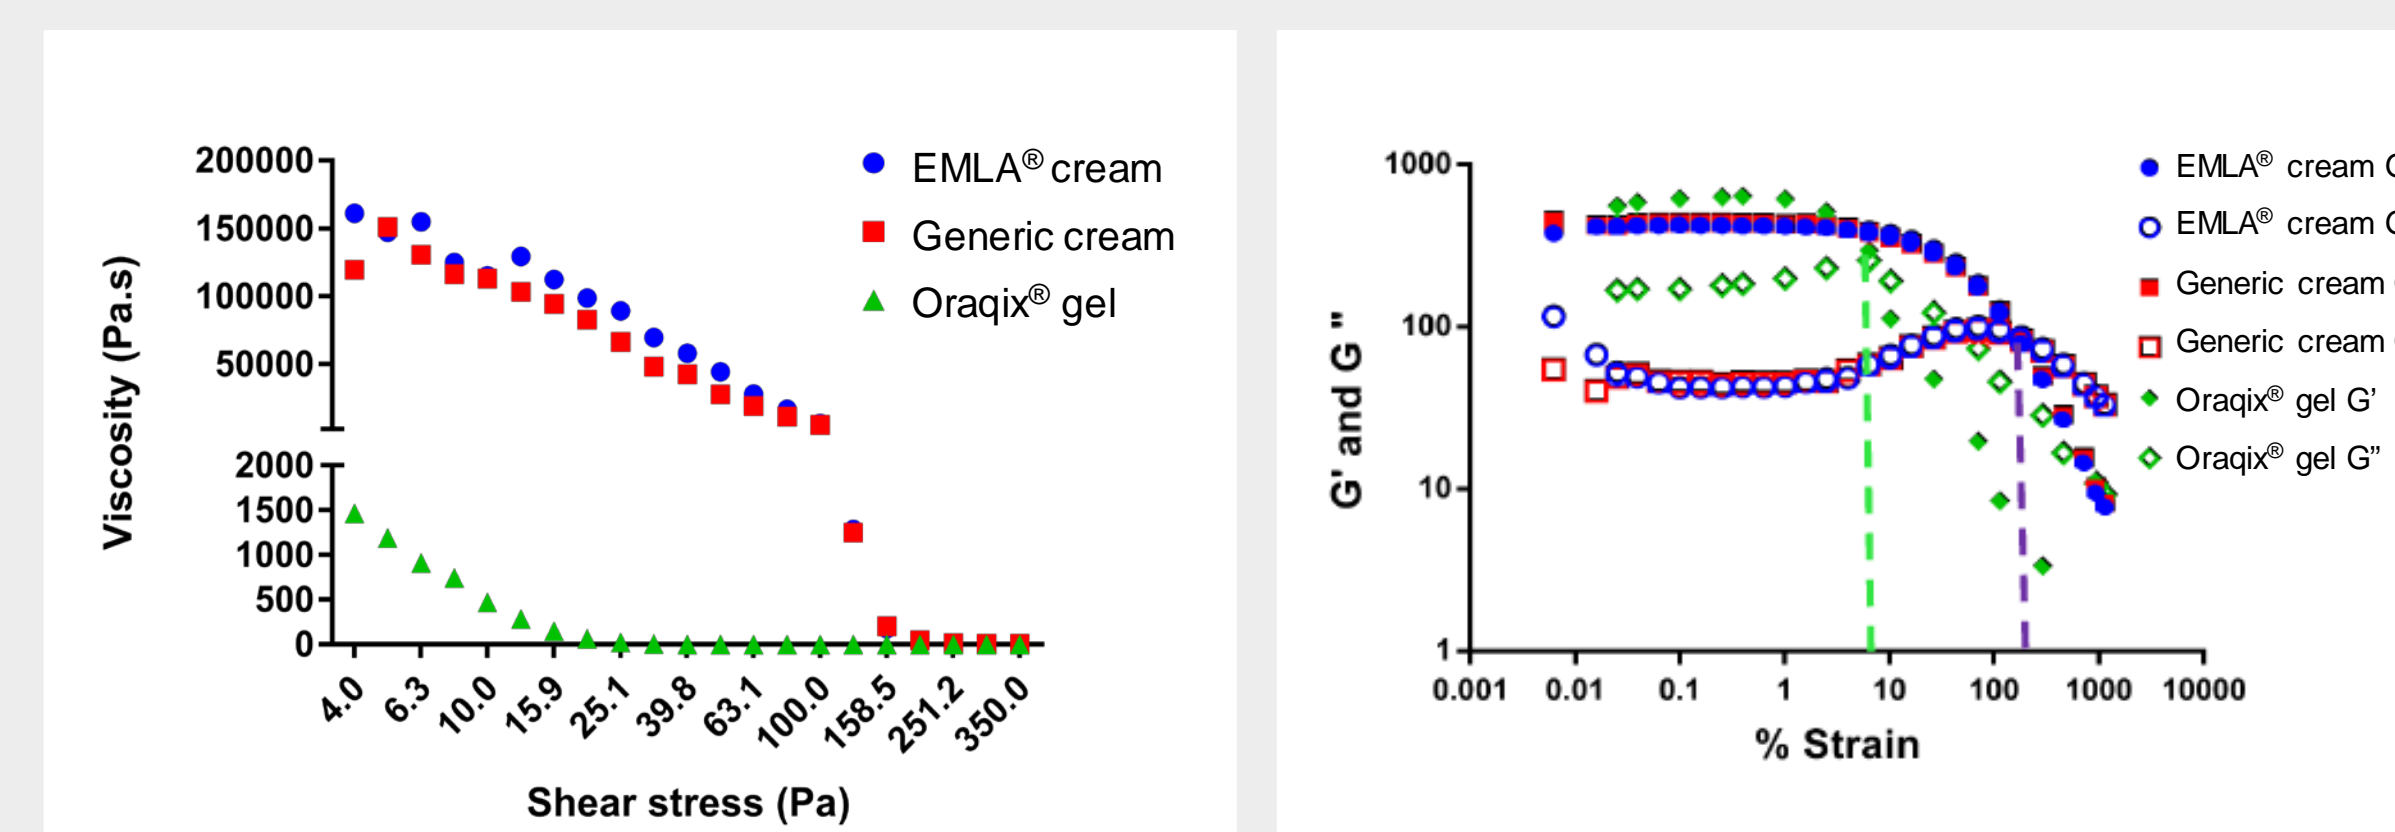 200000
150000
100000
50000
2000
1500
1000
500
0
Viscosity (Pa.s)
4.0
6.3
10.0
15.9
25.1
39.8
63.1
100.0
158.5
251.2
350.0
Shear stress (Pa)
EMLA® cream
Generic cream
Oraqix® gel
1000
100
10
1
G' and G "
0.001
0.01
0.1
1
10
100
1000
10000
% Strain
EMLA® cream
EMLA® cream
Generic cream
Generic cream
Oraqix® gel G’
Oraqix® gel G”